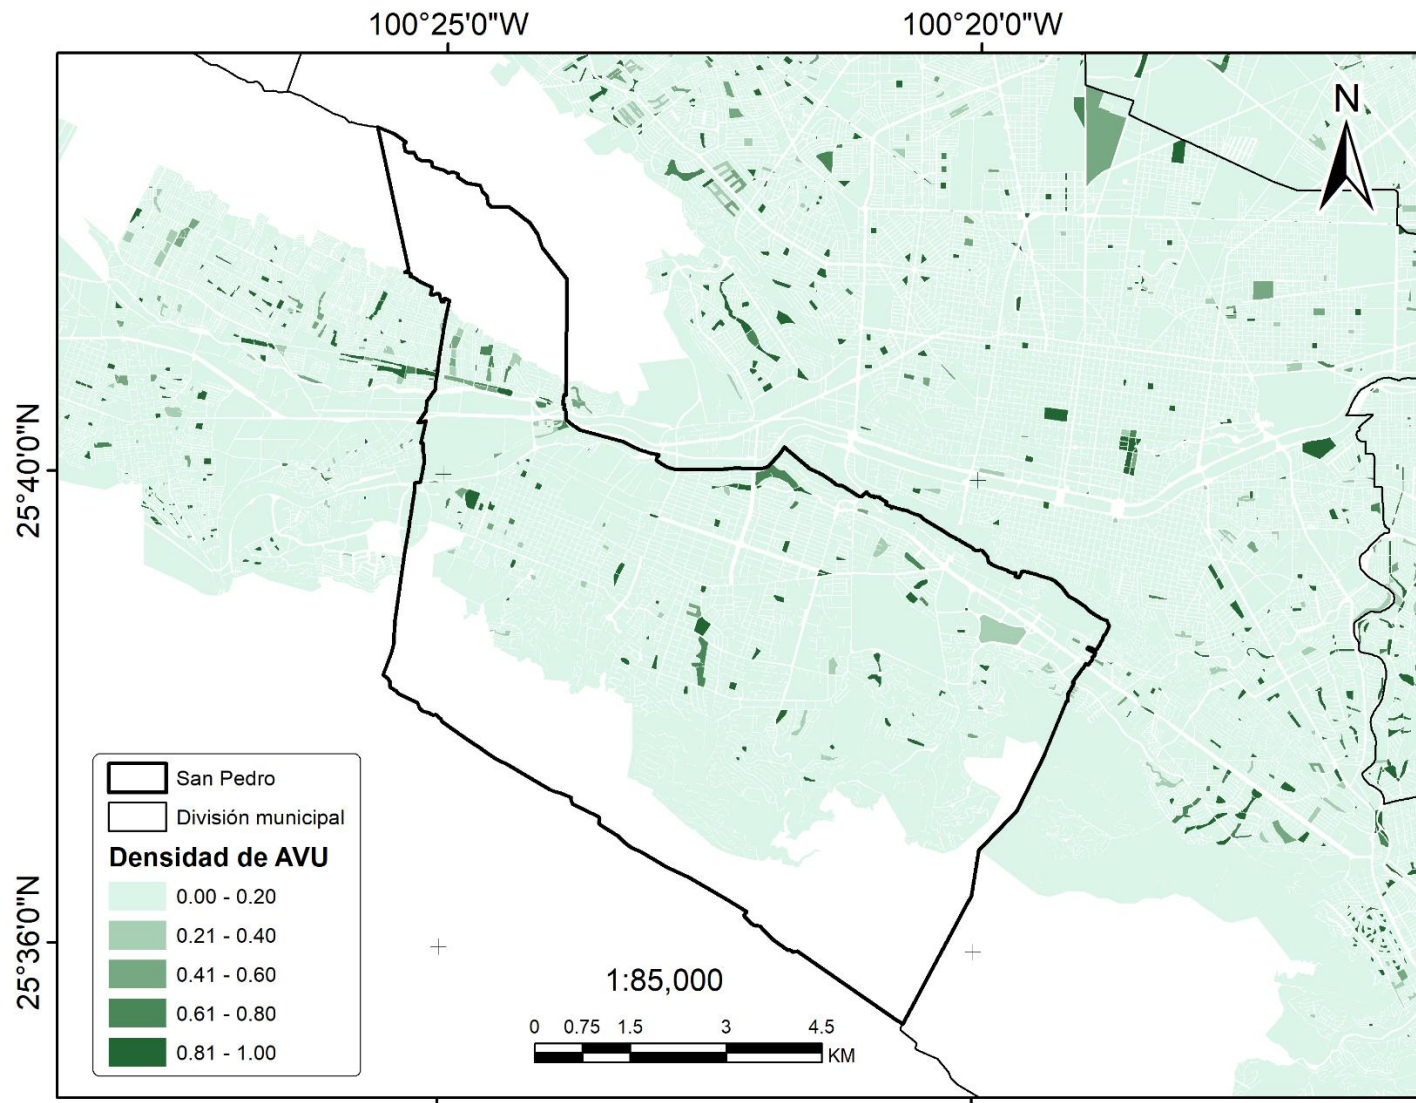 100°25'0"W
100°20'0"W
N
25°40'0"N
25°36'0"N
San Pedro
División municipal
Densidad de AVU
0.00 - 0.20
0.21 - 0.40
0.41 - 0.60
0.61 - 0.80
0.81 - 1.00
1:85,000
0 0.75 1.5 3 4.5
KM